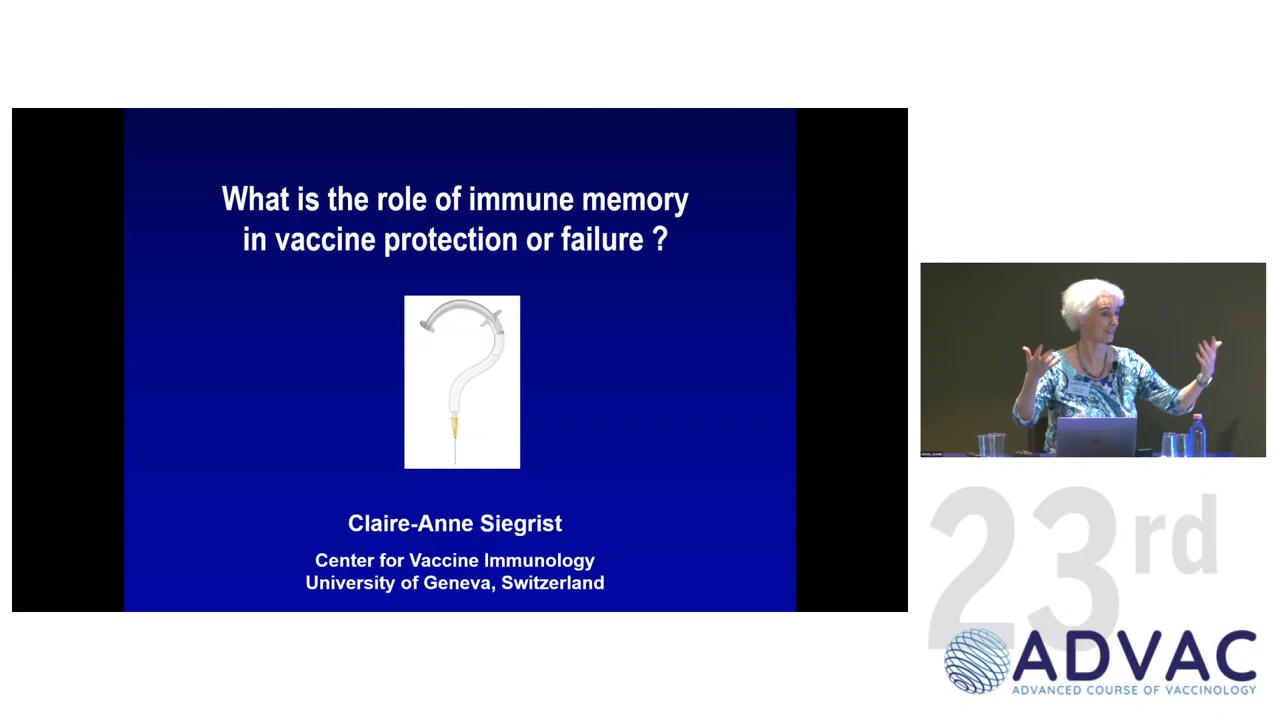 What is the role of immune memory
in vaccine protection or failure ?
Claire-Anne Siegrist
Center for Vaccine Immunology
University of Geneva, Switzerland
23rd
ADVAC
ADVANCED COURSE OF VACCINOLOGY